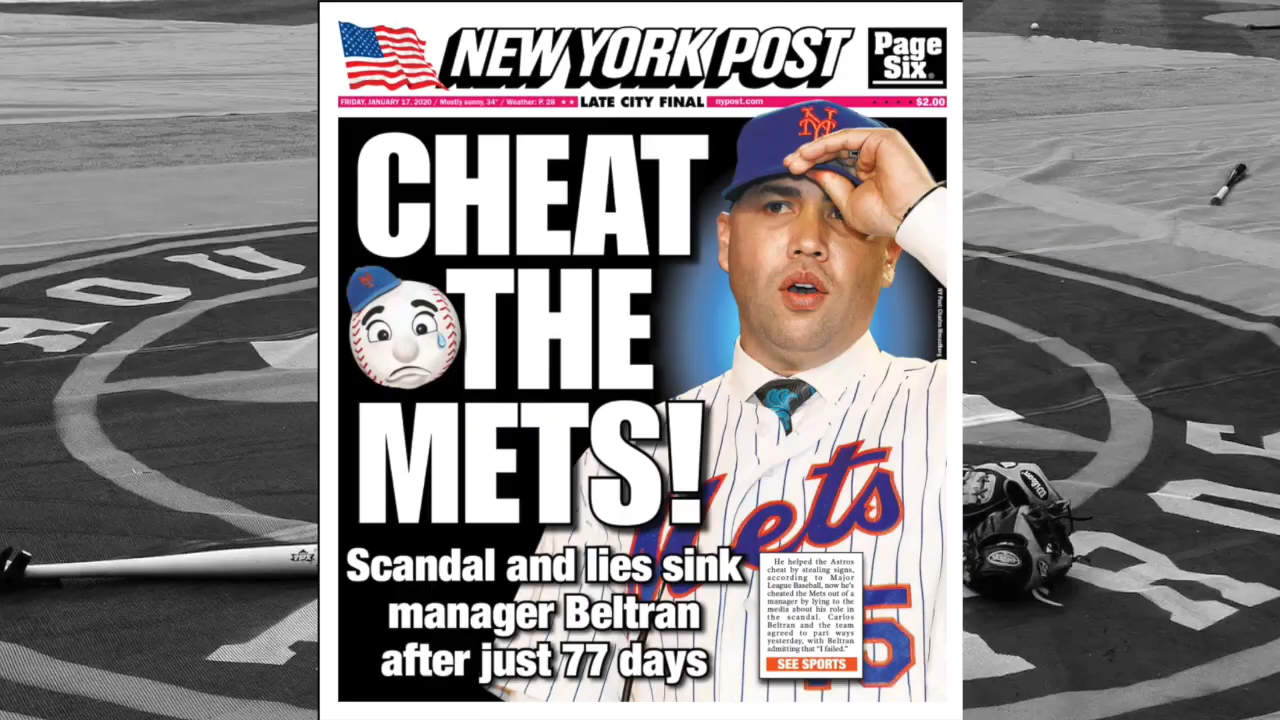 NEW YORK POST
Page
Six®
FRIDAY, JANUARY 17, 2020 / Mostly sunny, 34° / Weather: P. 28 ★★ LATE CITY FINAL nypost.com $2.00
CHEAT
THE
METS!
NY
Mets
15
Scandal and lies sink
manager Beltran
after just 77 days
He helped the Astros
cheat by stealing signs,
according to Major
League Baseball, now he's
cheated the Mets out of a
manager by lying to the
media about his role in
the scandal. Carlos
Beltran and the team
agreed to part ways
yesterday, with Beltran
admitting that "I failed."
SEE SPORTS
Wilson